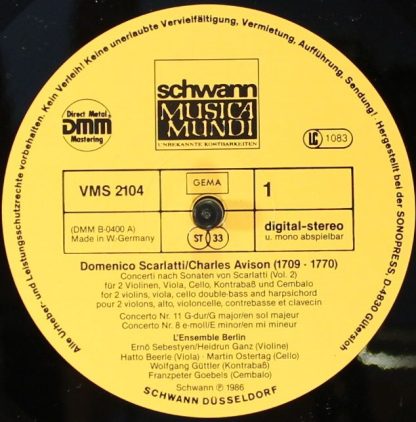 Alle Urheber- und Leistungsschutzrechte vorbehalten. Kein Verleih! Keine unerlaubte Vervielfältigung, Vermietung, Aufführung, Sendung! · Hergestellt bei der SONOPRESS, D-4830 Gütersloh
schwann
MUSICA
MUNDI
UNBEKANNTE KOSTBARKEITEN
Direct Metal
DMM
Mastering
LC 1083
VMS 2104
GEMA
1
(DMM B-0400 A)
Made in W.-Germany
ST 33
digital-stereo
u. mono abspielbar
Domenico Scarlatti/Charles Avison (1709 - 1770)
Concerti nach Sonaten von Scarlatti (Vol. 2)
für 2 Violinen, Viola, Cello, Kontrabaß und Cembalo
for 2 violins, viola, cello double-bass and harpsichord
pour 2 violons, alto, violoncelle, contrebasse et clavecin
Concerto Nr. 11 G-dur/G major/en sol majeur
Concerto Nr. 8 e-moll/E minor/en mi mineur
L'Ensemble Berlin
Ernö Sebestyen/Heidrun Ganz (Violine)
Hatto Beerle (Viola) · Martin Ostertag (Cello)
Wolfgang Güttler (Kontrabaß)
Franzpeter Goebels (Cembalo)
Schwann ℗ 1986
SCHWANN DÜSSELDORF